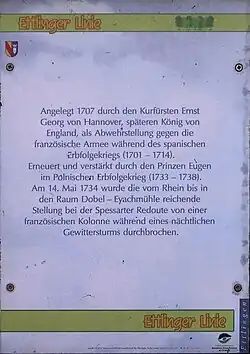 Ettlinger Linie
Angelegt 1707 durch den Kurfürsten Ernst
Georg von Hannover, späteren König von
England, als Abwehrstellung gegen die
französische Armee während des spanischen
Erbfolgekriegs (1701 – 1714).
Erneuert und verstärkt durch den Prinzen Eugen
im Polnischen Erbfolgekrieg (1733 – 1738).
Am 14. Mai 1734 wurde die vom Rhein bis in
den Raum Dobel – Eyachmühle reichende
Stellung bei der Spessarter Redoute von einer
französischen Kolonne während eines nächtlichen
Gewittersturms durchbrochen.
Ettlinger Linie
Ettlingen